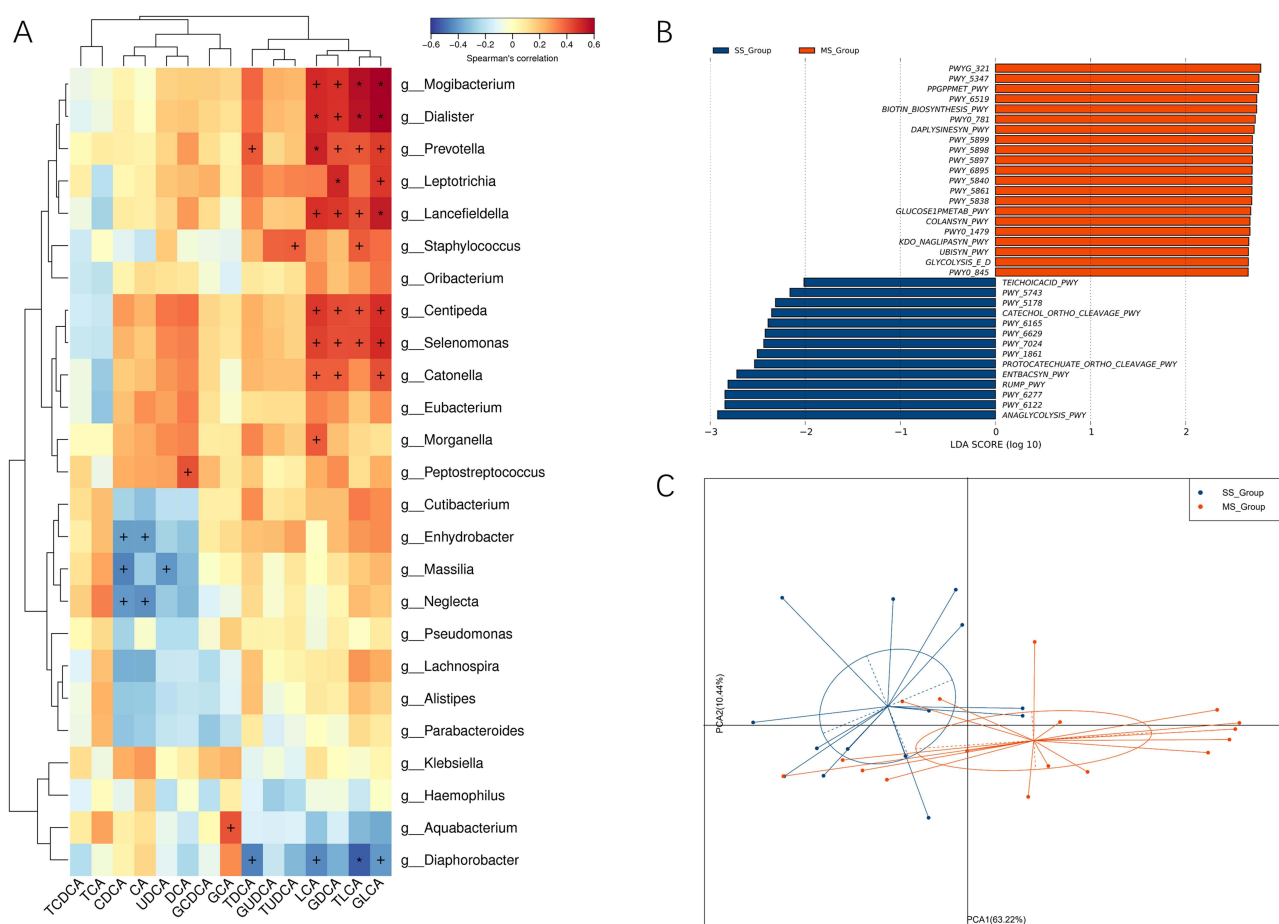 A
−0.6 −0.4 −0.2 0 0.2 0.4 0.6
Spearman's correlation
g__Mogibacterium
g__Dialister
g__Prevotella
g__Leptotrichia
g__Lancefieldella
g__Staphylococcus
g__Oribacterium
g__Centipeda
g__Selenomonas
g__Catonella
g__Eubacterium
g__Morganella
g__Peptostreptococcus
g__Cutibacterium
g__Enhydrobacter
g__Massilia
g__Neglecta
g__Pseudomonas
g__Lachnospira
g__Alistipes
g__Parabacteroides
g__Klebsiella
g__Haemophilus
g__Aquabacterium
g__Diaphorobacter
TCDCA TCA CDCA CA UDCA DCA GCDCA GCA TDCA GUDCA TUDCA LCA GDCA TLCA GLCA
B
SS_Group MS_Group
PWYG_321
PWY_5347
PPGPPMET_PWY
PWY_6519
BIOTIN_BIOSYNTHESIS_PWY
PWY0_781
DAPLYSINESYN_PWY
PWY_5899
PWY_5898
PWY_5897
PWY_6895
PWY_5840
PWY_5861
PWY_5838
GLUCOSE1PMETAB_PWY
COLANSYN_PWY
PWY0_1479
KDO_NAGLIPASYN_PWY
UBISYN_PWY
GLYCOLYSIS_E_D
PWY0_845
TEICHOICACID_PWY
PWY_5743
PWY_5178
CATECHOL_ORTHO_CLEAVAGE_PWY
PWY_6165
PWY_6629
PWY_7024
PWY_1861
PROTOCATECHUATE_ORTHO_CLEAVAGE_PWY
ENTBACSYN_PWY
RUMP_PWY
PWY_6277
PWY_6122
ANAGLYCOLYSIS_PWY
−3 −2 −1 0 1 2
LDA SCORE (log 10)
C
SS_Group
MS_Group
PCA2(10.44%)
PCA1(63.22%)